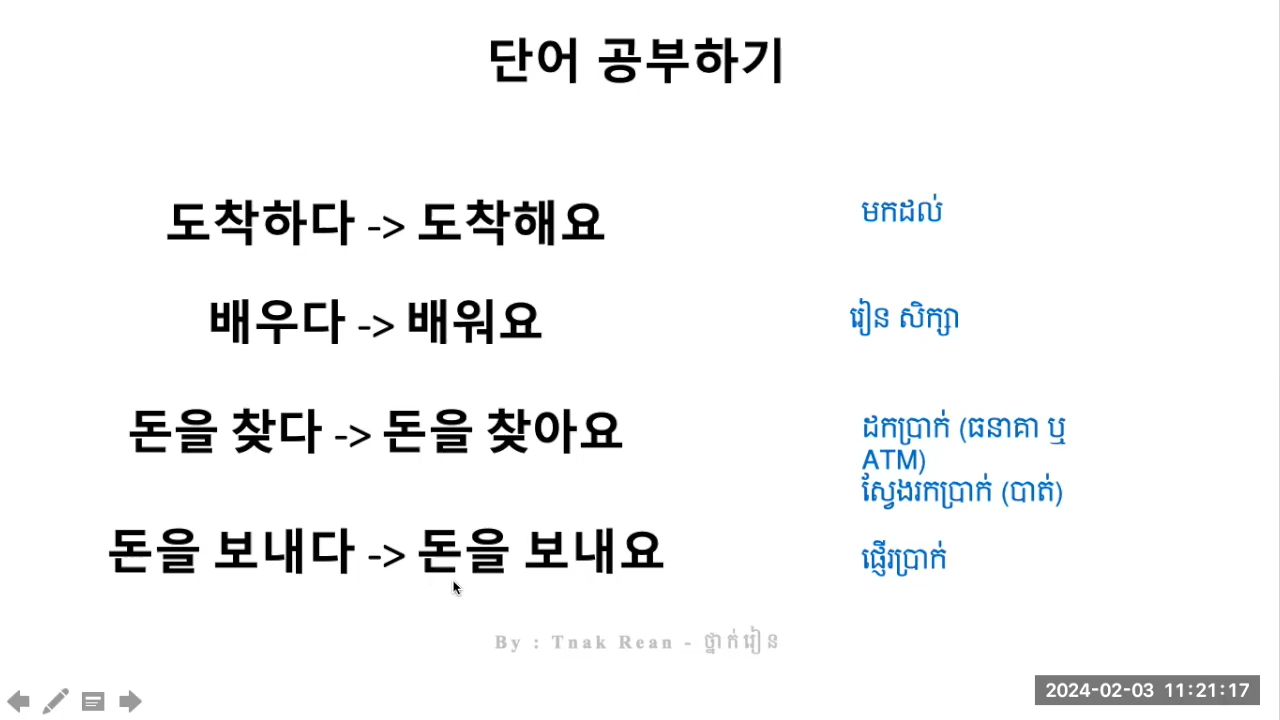 단어 공부하기
도착하다 -> 도착해요 មកដល់
배우다 -> 배워요 រៀន សិក្សា
돈을 찾다 -> 돈을 찾아요 ដកប្រាក់ (ធនាគា ឬ
ATM)
ស្វែងរកប្រាក់ (បាត់)
돈을 보내다 -> 돈을 보내요 ផ្ញើរប្រាក់
By : Tnak Rean - ថ្នាក់រៀន
2024-02-03 11:21:17